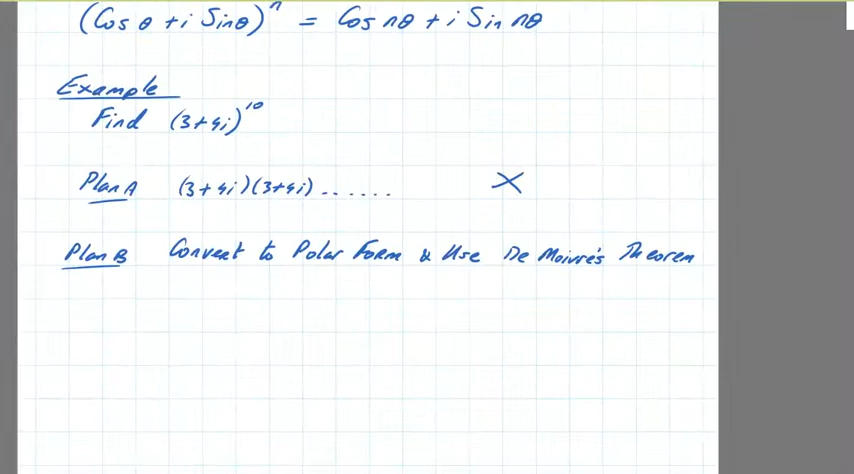 (Cos θ + i Sin θ)ⁿ = Cos nθ + i Sin nθ
Example
Find (3+4i)¹⁰
Plan A (3+4i)(3+4i)...... X
Plan B Convert to Polar Form & Use De Moivre's Theorem